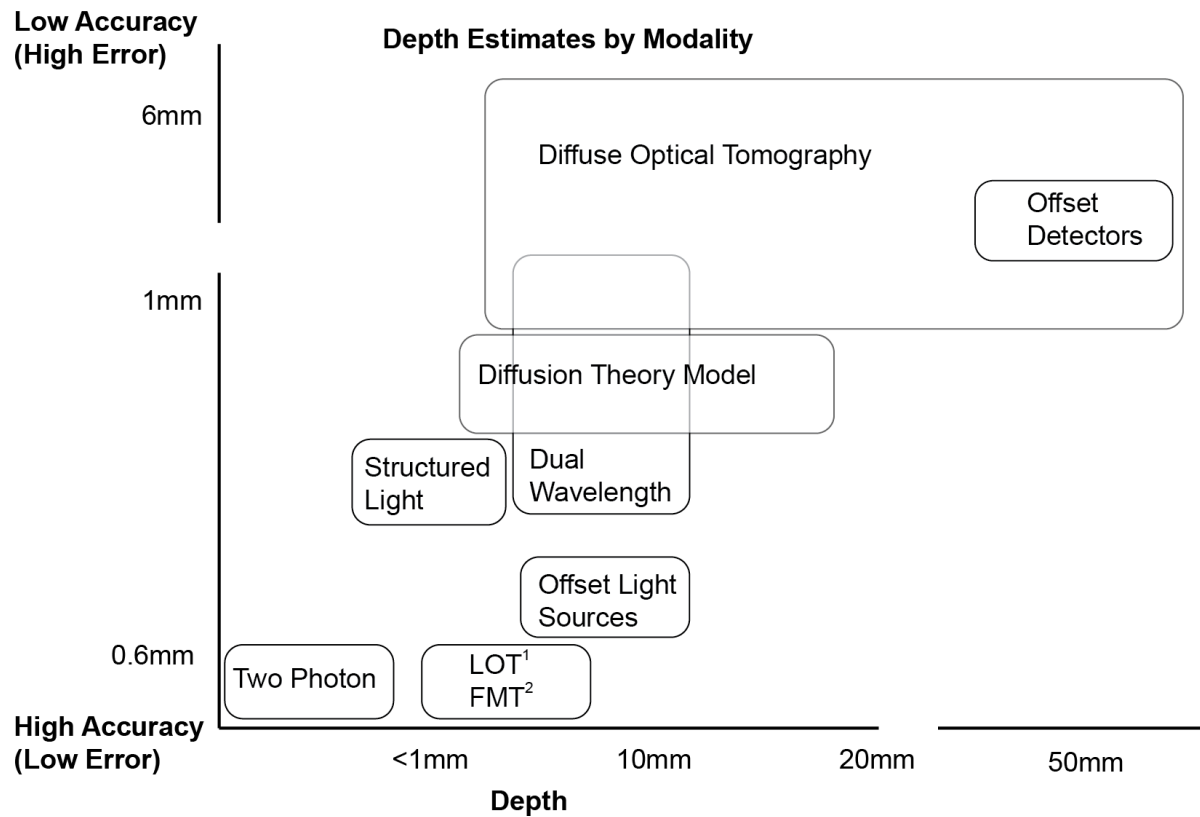 Low Accuracy
(High Error)
Depth Estimates by Modality
6mm
Diffuse Optical Tomography
Offset
Detectors
1mm
Diffusion Theory Model
Structured
Light
Dual
Wavelength
Offset Light
Sources
0.6mm
Two Photon
LOT¹
FMT²
High Accuracy
(Low Error)
<1mm
10mm
20mm
50mm
Depth